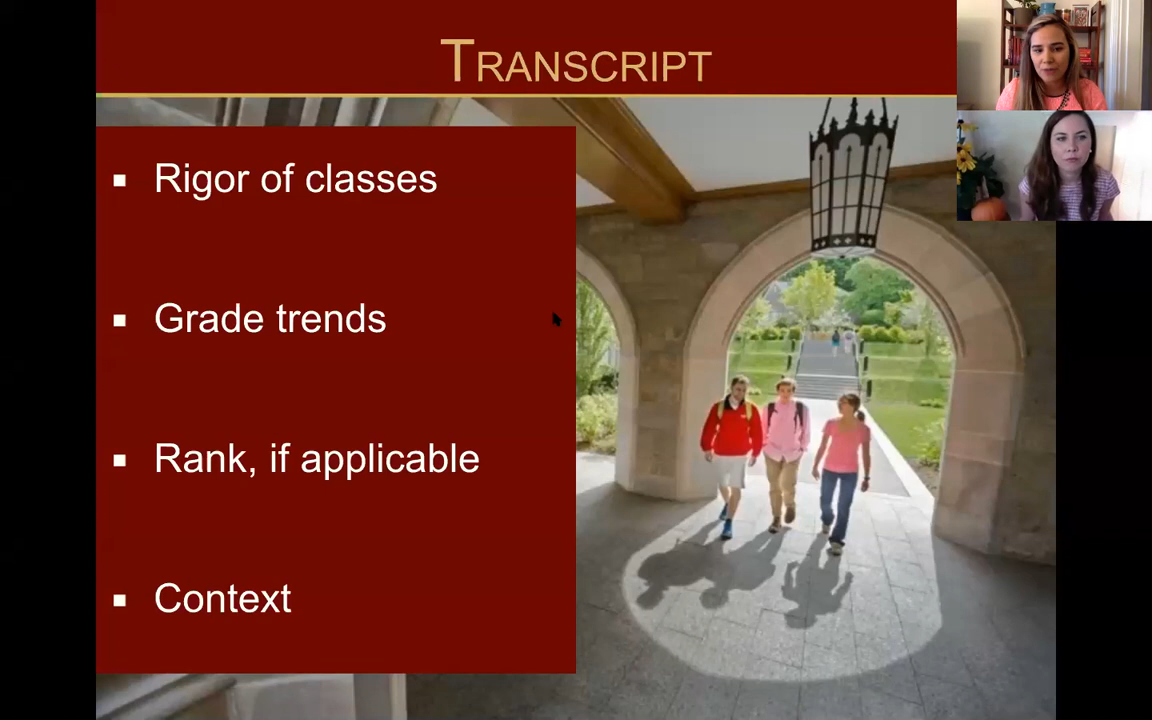 TRANSCRIPT
Rigor of classes
Grade trends
Rank, if applicable
Context